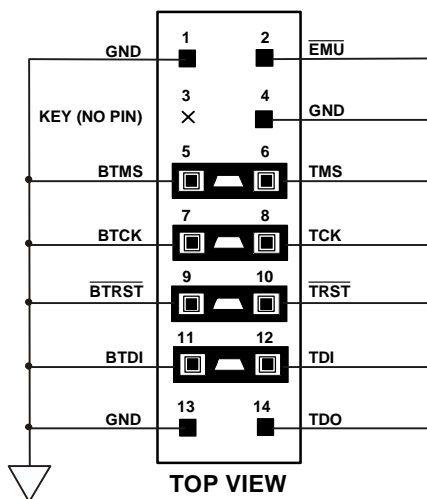 1 2
GND EMU
3 4
KEY (NO PIN) GND
5 6
BTMS TMS
7 8
BTCK TCK
9 10
BTRST TRST
11 12
BTDI TDI
13 14
GND TDO
TOP VIEW